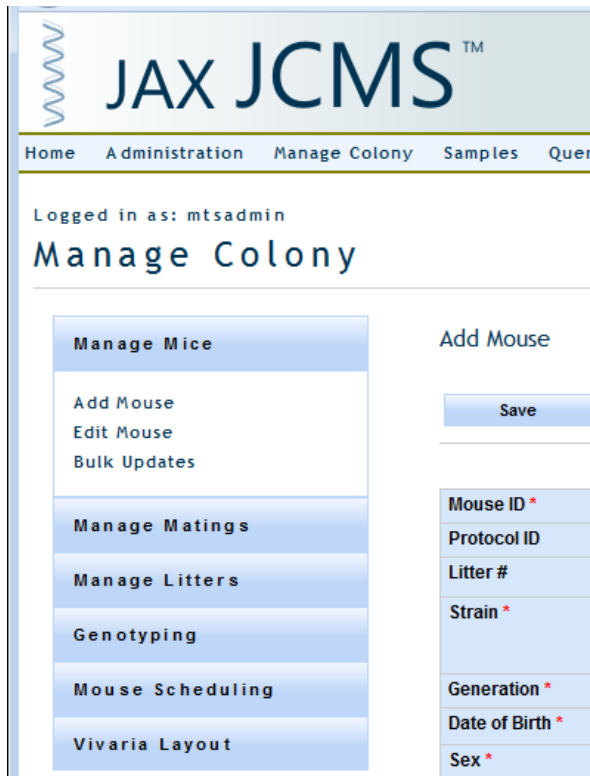 JAX JCMS™
Home Administration Manage Colony Samples Quer
Logged in as: mtsadmin
Manage Colony
Manage Mice
Add Mouse
Edit Mouse
Bulk Updates
Manage Matings
Manage Litters
Genotyping
Mouse Scheduling
Vivaria Layout
Add Mouse
Save
Mouse ID *
Protocol ID
Litter #
Strain *
Generation *
Date of Birth *
Sex *